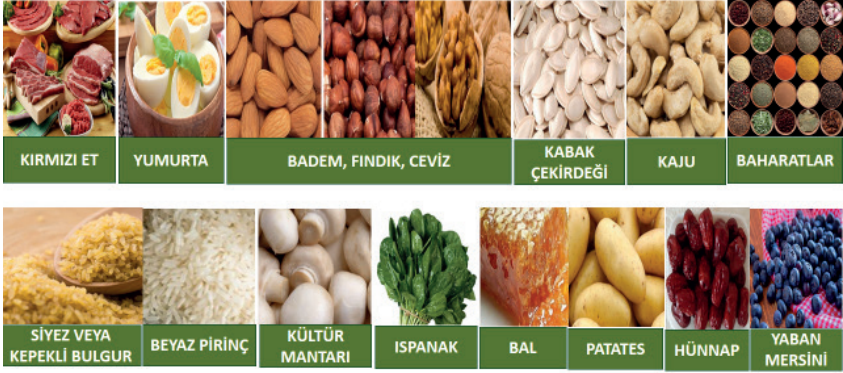 KIRMIZI ET
YUMURTA
BADEM, FINDIK, CEVİZ
KABAK
ÇEKİRDEĞİ
KAJU
BAHARATLAR
SİYEZ VEYA
KEPEKLİ BULGUR
BEYAZ PİRİNÇ
KÜLTÜR
MANTARI
ISPANAK
BAL
PATATES
HÜNNAP
YABAN
MERSİNİ